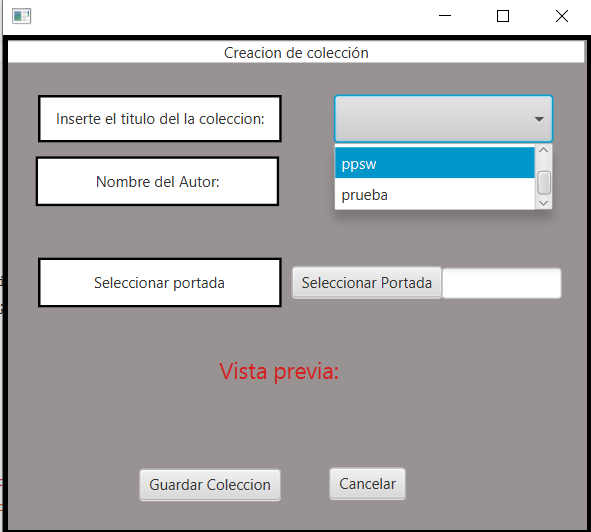 Creacion de colección
Inserte el titulo del la coleccion:
Nombre del Autor:
ppsw
prueba
Seleccionar portada
Seleccionar Portada
Vista previa:
Guardar Coleccion
Cancelar